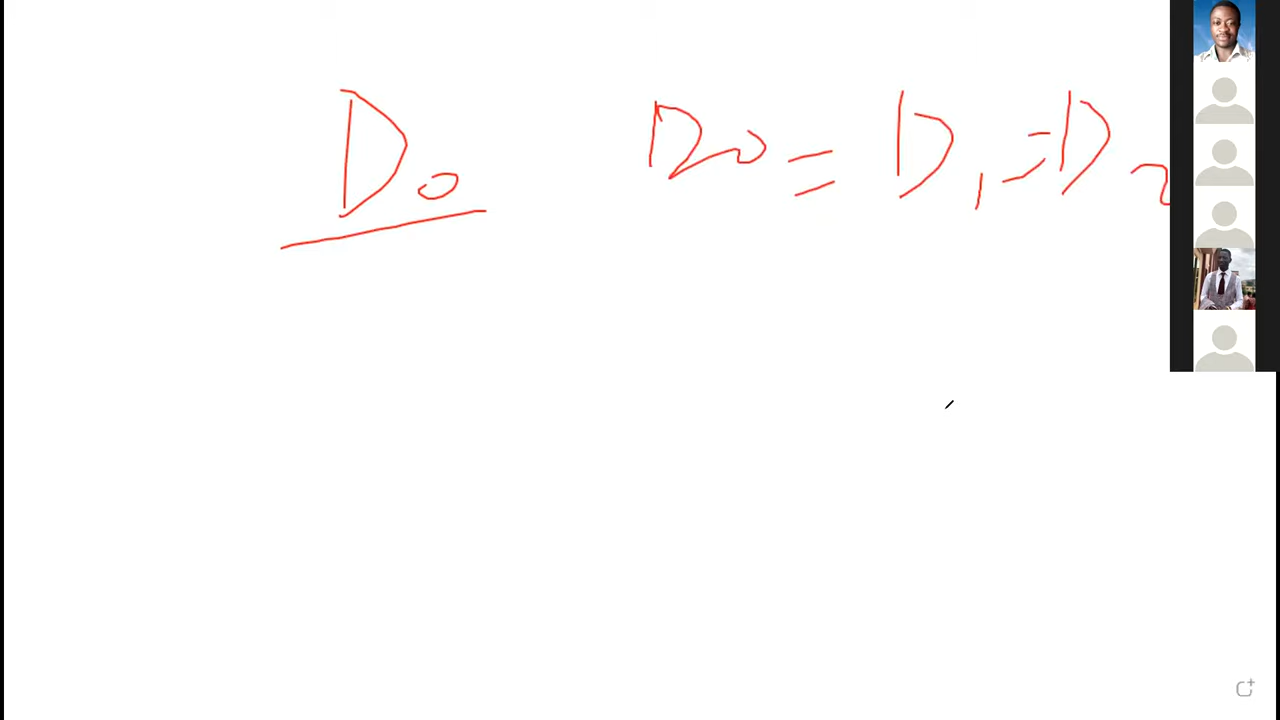 D₀ D₀ = D₁ = D₂